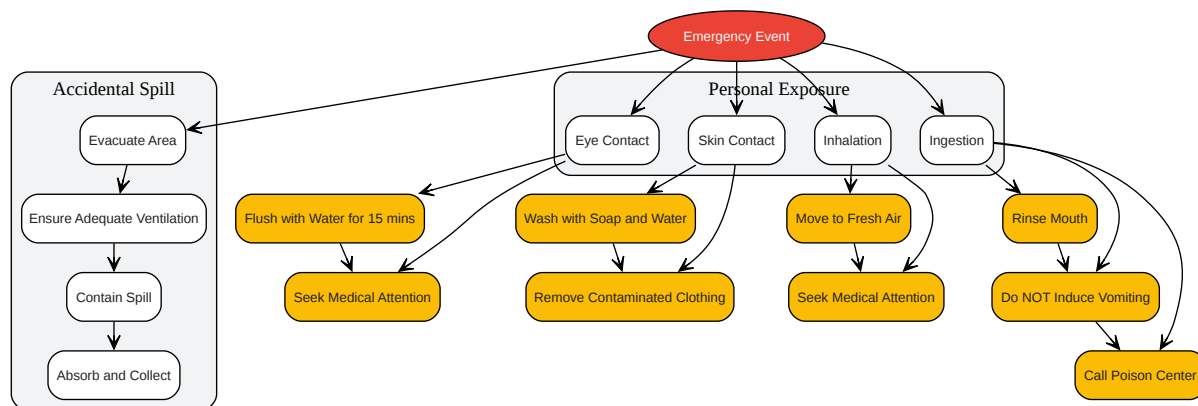 Emergency Event
Accidental Spill
Personal Exposure
Evacuate Area
Eye Contact
Skin Contact
Inhalation
Ingestion
Ensure Adequate Ventilation
Flush with Water for 15 mins
Wash with Soap and Water
Move to Fresh Air
Rinse Mouth
Contain Spill
Seek Medical Attention
Remove Contaminated Clothing
Seek Medical Attention
Do NOT Induce Vomiting
Absorb and Collect
Call Poison Center